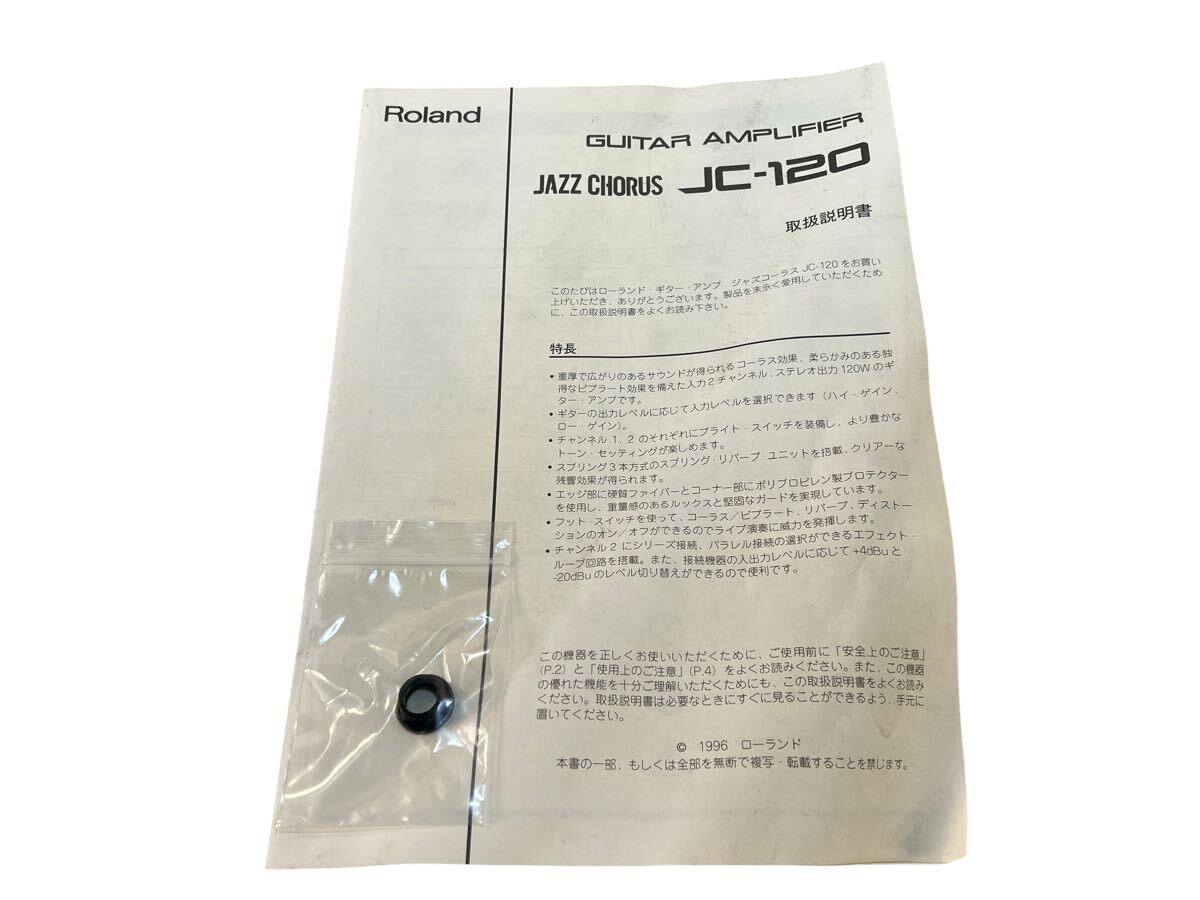 Roland
GUITAR AMPLIFIER
JAZZ CHORUS JC-120
取扱説明書
このたびはローランド・ギター・アンプ ジャズコーラス JC-120 をお買い
上げいただき、ありがとうございます。製品を末永く愛用していただくため
に、この取扱説明書をよくお読み下さい。
特長
• 重厚で広がりのあるサウンドが得られるコーラス効果、柔らかみのある独
得なビブラート効果を備えた入力2チャンネル、ステレオ出力120Wのギ
ター・アンプです。
• ギターの出力レベルに応じて入力レベルを選択できます（ハイ・ゲイン、
ロー・ゲイン）。
• チャンネル 1、2 のそれぞれにブライト・スイッチを装備し、より豊かな
トーン・セッティングが楽しめます。
• スプリング3本方式のスプリング・リバーブ・ユニットを搭載、クリアーな
残響効果が得られます。
• エッジ部に硬質ファイバーとコーナー部にポリプロピレン製プロテクター
を使用し、重量感のあるルックスと堅固なガードを実現しています。
• フット・スイッチを使って、コーラス／ビブラート、リバーブ、ディストー
ションのオン／オフができるのでライブ演奏に威力を発揮します。
• チャンネル 2 にシリーズ接続、パラレル接続の選択ができるエフェクト・
ループ回路を搭載。また、接続機器の入出力レベルに応じて +4dBu と
-20dBu のレベル切り替えができるので便利です。
この機器を正しくお使いいただくために、ご使用前に「安全上のご注意」
(P.2) と「使用上のご注意」(P.4) をよくお読みください。また、この機器
の優れた機能を十分ご理解いただくためにも、この取扱説明書をよくお読み
ください。取扱説明書は必要なときにすぐに見ることができるよう、手元に
置いてください。
© 1996 ローランド
本書の一部、もしくは全部を無断で複写・転載することを禁じます。